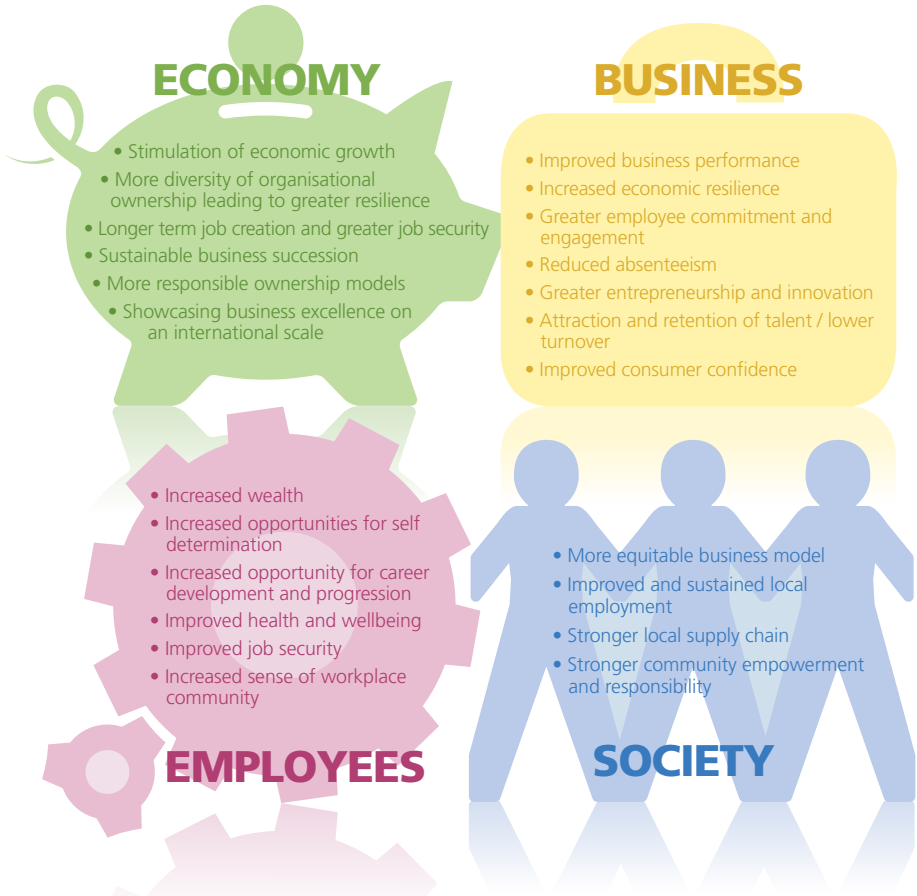 ECONOMY
• Stimulation of economic growth
• More diversity of organisational
ownership leading to greater resilience
• Longer term job creation and greater job security
• Sustainable business succession
• More responsible ownership models
• Showcasing business excellence on
an international scale
BUSINESS
• Improved business performance
• Increased economic resilience
• Greater employee commitment and
engagement
• Reduced absenteeism
• Greater entrepreneurship and innovation
• Attraction and retention of talent / lower
turnover
• Improved consumer confidence
• Increased wealth
• Increased opportunities for self
determination
• Increased opportunity for career
development and progression
• Improved health and wellbeing
• Improved job security
• Increased sense of workplace
community
EMPLOYEES
• More equitable business model
• Improved and sustained local
employment
• Stronger local supply chain
• Stronger community empowerment
and responsibility
SOCIETY